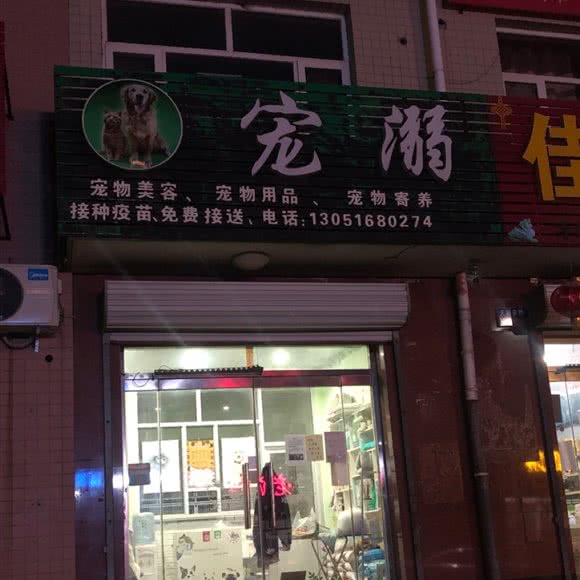 宠溺
宠物美容、宠物用品、宠物寄养
接种疫苗、免费接送、电话:13051680274
佳
Midea